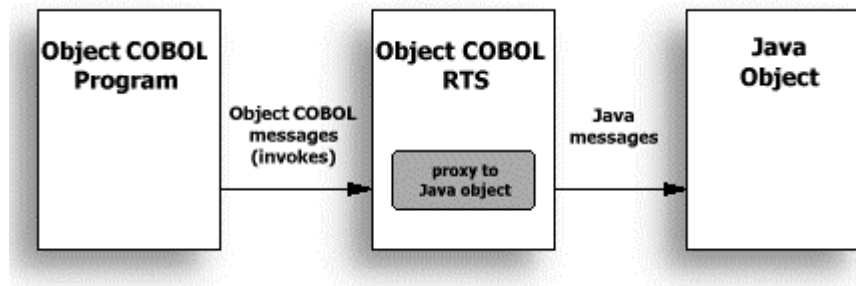 Object COBOL
Program
Object COBOL
messages
(invokes)
Object COBOL
RTS
proxy to
Java object
Java
messages
Java
Object